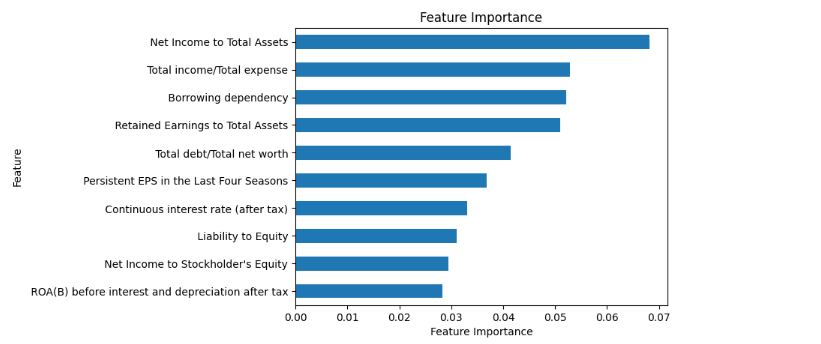 Feature Importance
Feature
Net Income to Total Assets
Total income/Total expense
Borrowing dependency
Retained Earnings to Total Assets
Total debt/Total net worth
Persistent EPS in the Last Four Seasons
Continuous interest rate (after tax)
Liability to Equity
Net Income to Stockholder's Equity
ROA(B) before interest and depreciation after tax
0.00 0.01 0.02 0.03 0.04 0.05 0.06 0.07
Feature Importance